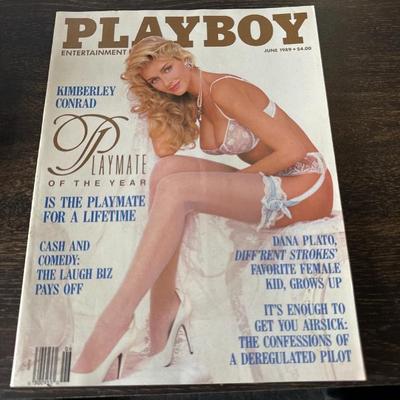 PLAYBOY
ENTERTAINMENT
JUNE 1989 • $4.00
KIMBERLEY
CONRAD
PLAYMATE
OF THE YEAR
IS THE PLAYMATE
FOR A LIFETIME
CASH AND
COMEDY:
THE LAUGH BIZ
PAYS OFF
DANA PLATO,
DIFF'RENT STROKES'
FAVORITE FEMALE
KID, GROWS UP
IT'S ENOUGH TO
GET YOU AIRSICK:
THE CONFESSIONS OF
A DEREGULATED PILOT